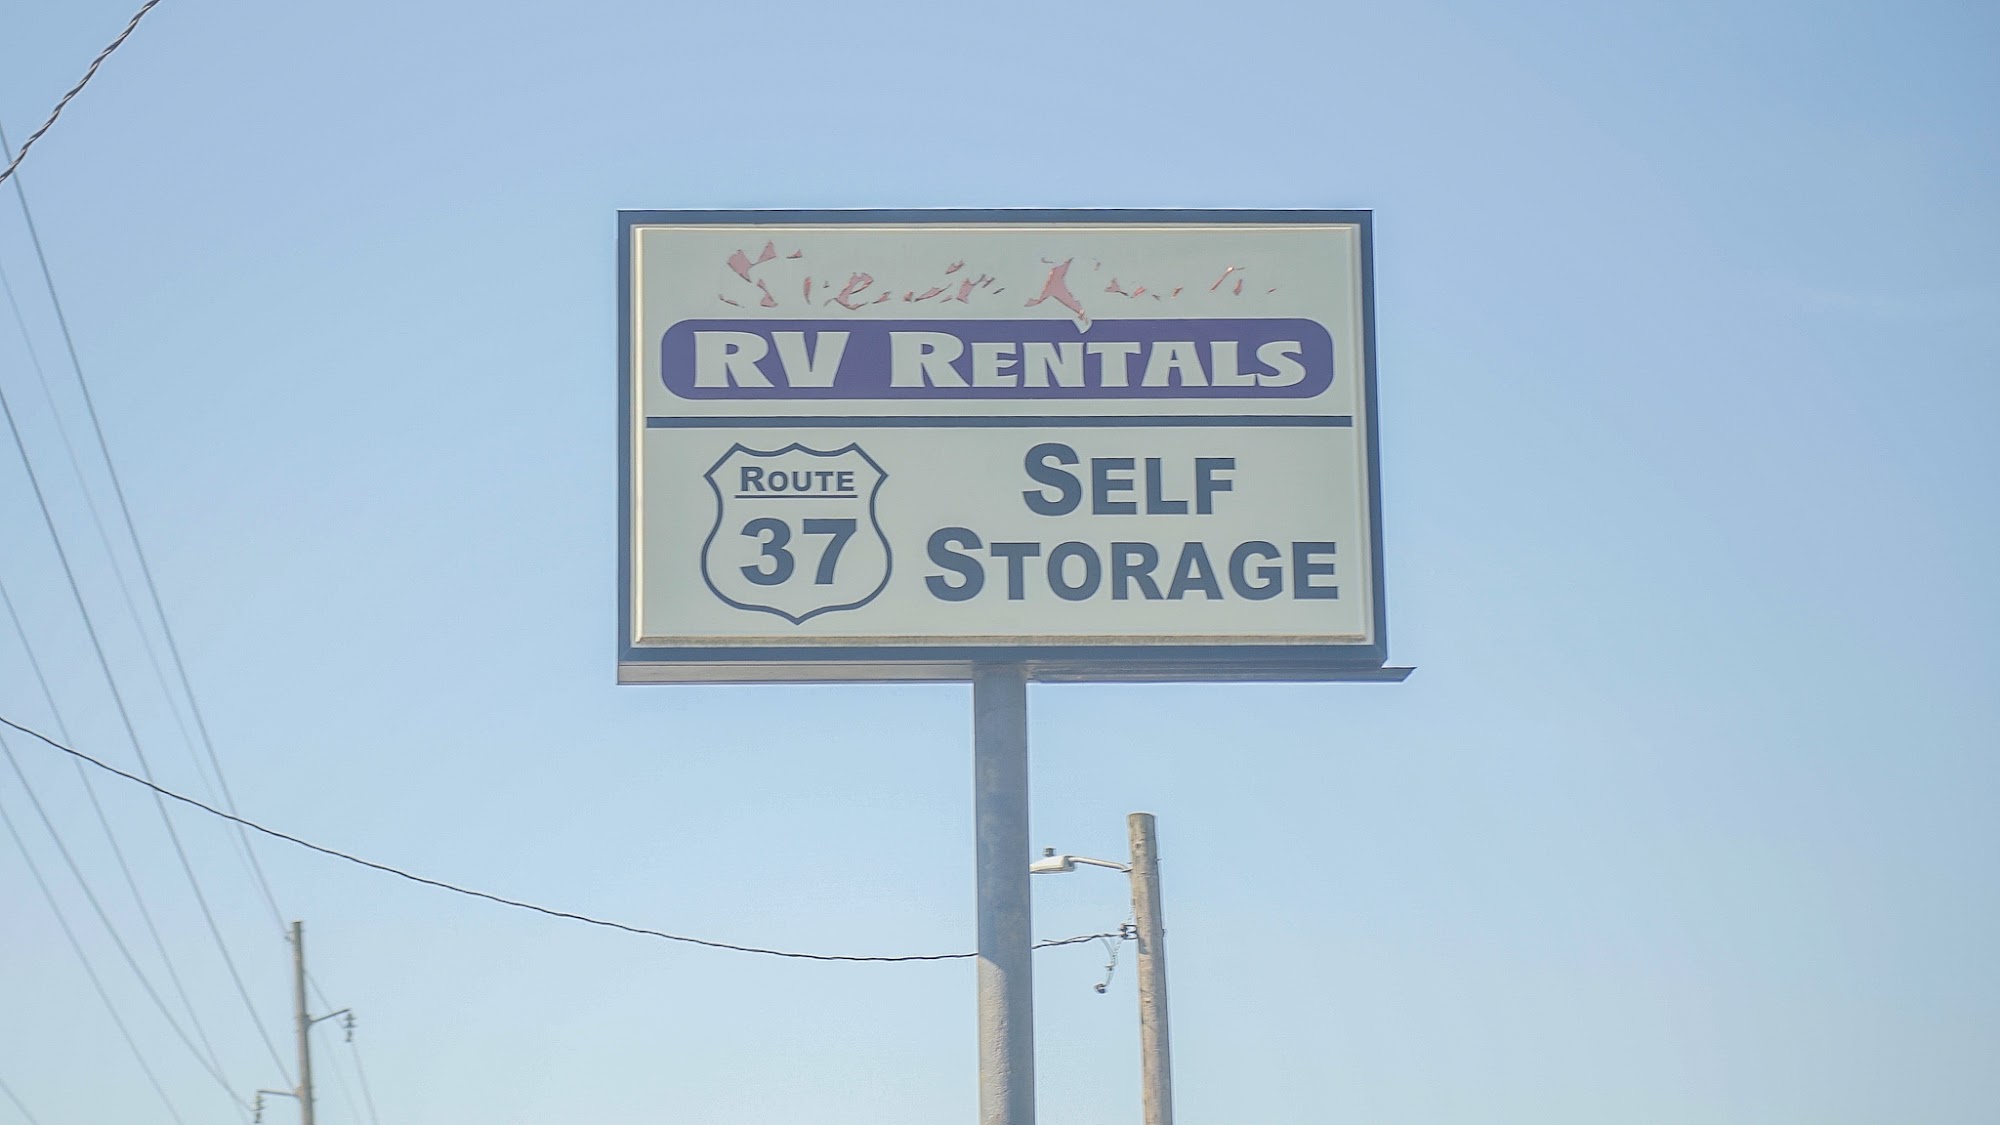 RV RENTALS
ROUTE
37
SELF
STORAGE